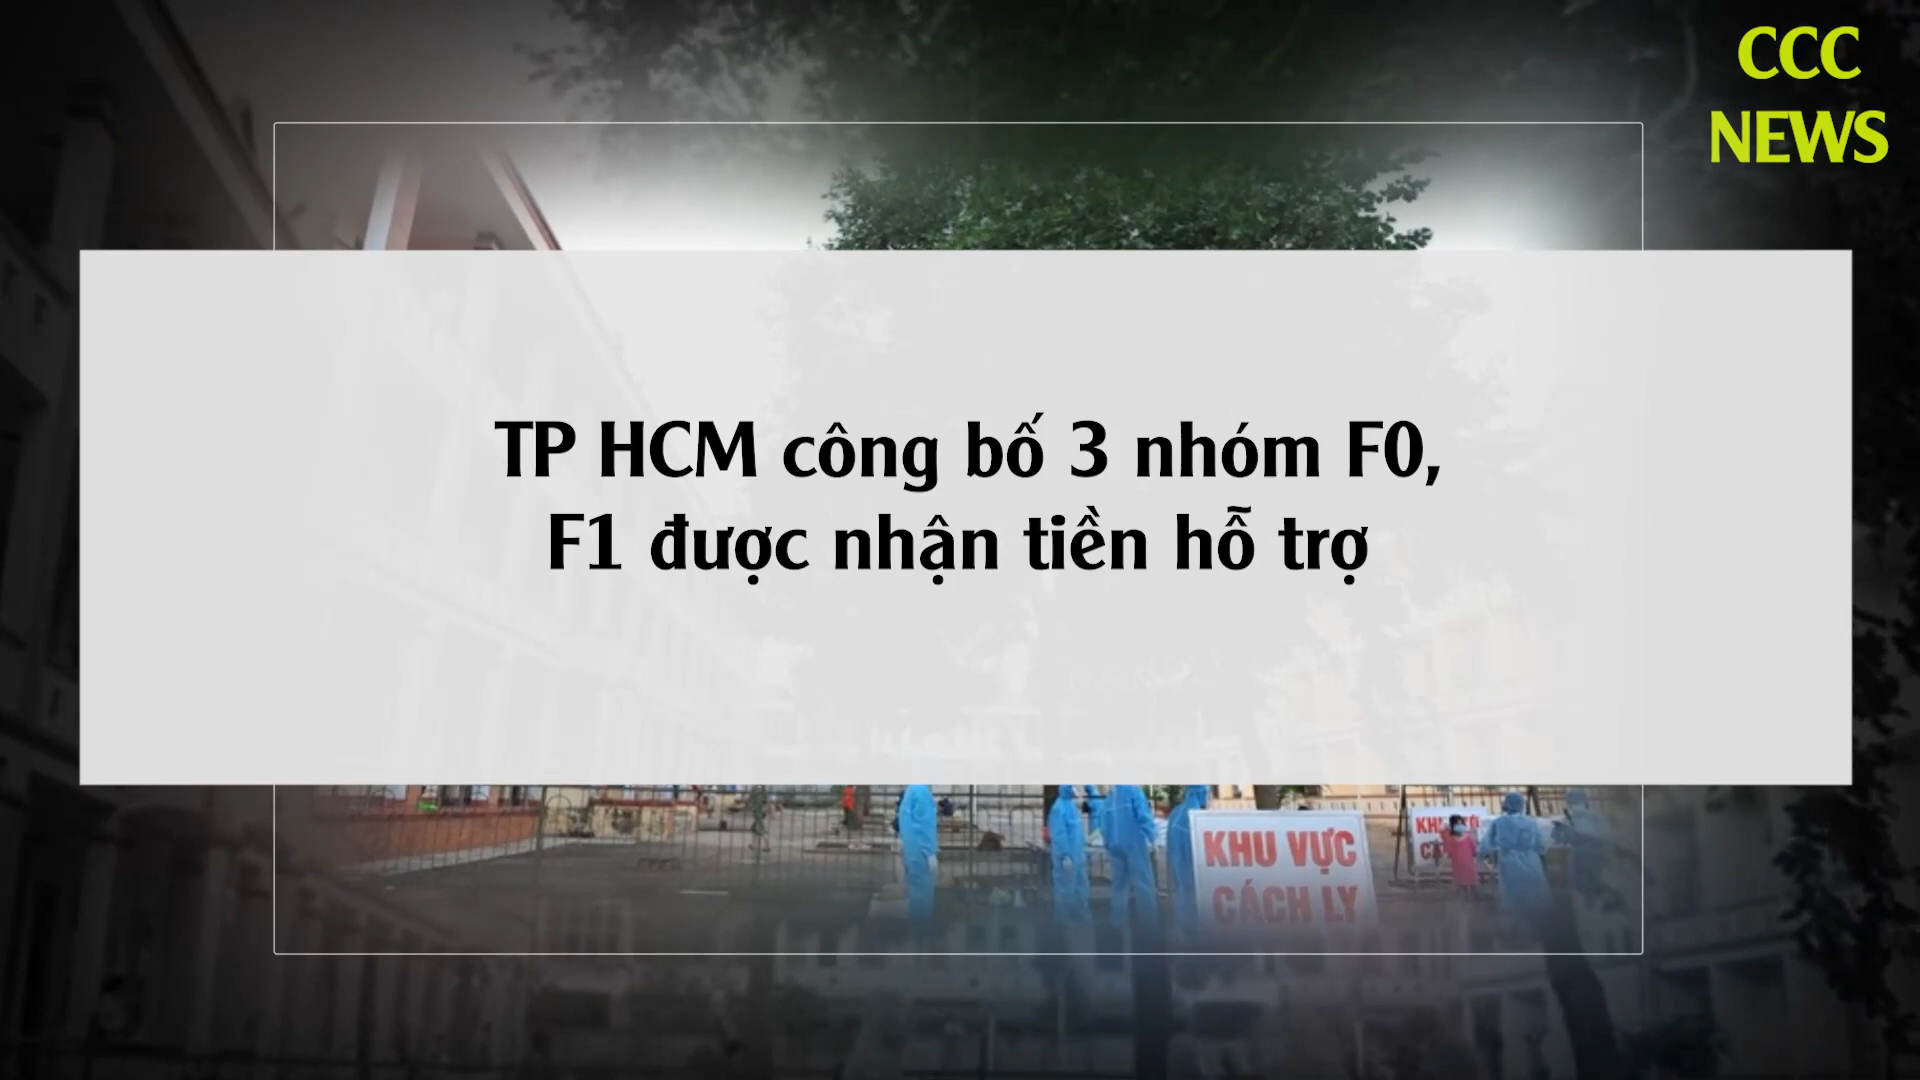 CCC
NEWS
TP HCM công bố 3 nhóm F0,
F1 được nhận tiền hỗ trợ
KHU VỰC
CÁCH LY